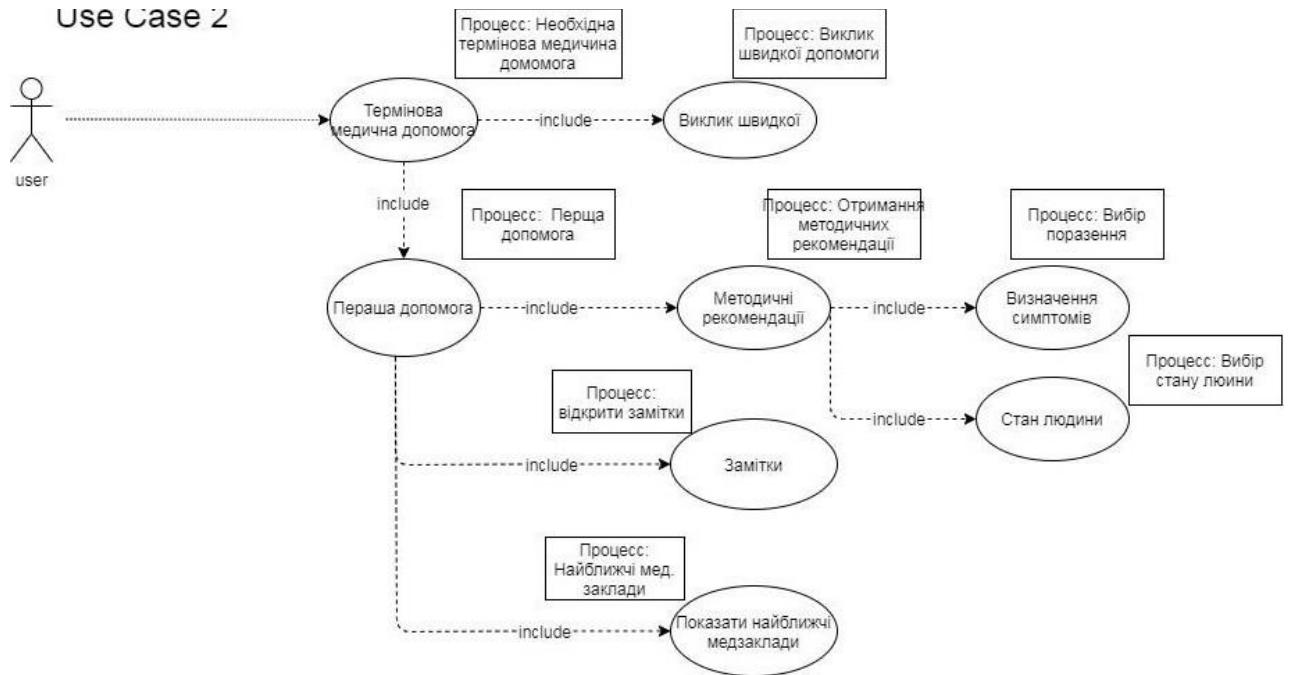 Use Case 2
Процесс: Необхідна
термінова медичина
домомога
Процесс: Виклик
швидкої допомоги
Термінова
медична допомога
include
Виклик швидкої
user
include
Процесс: Перща
допомога
Процесс: Отримання
методичних
рекомендації
Процесс: Вибір
поразення
Пераша допомога
include
Методичні
рекомендації
include
Визначення
симптомів
Процесс: Вибір
стану люини
Процесс:
відкрити замітки
include
Стан людини
include
Замітки
Процесс:
Найближчі мед.
заклади
include
Показати найближчі
медзаклади